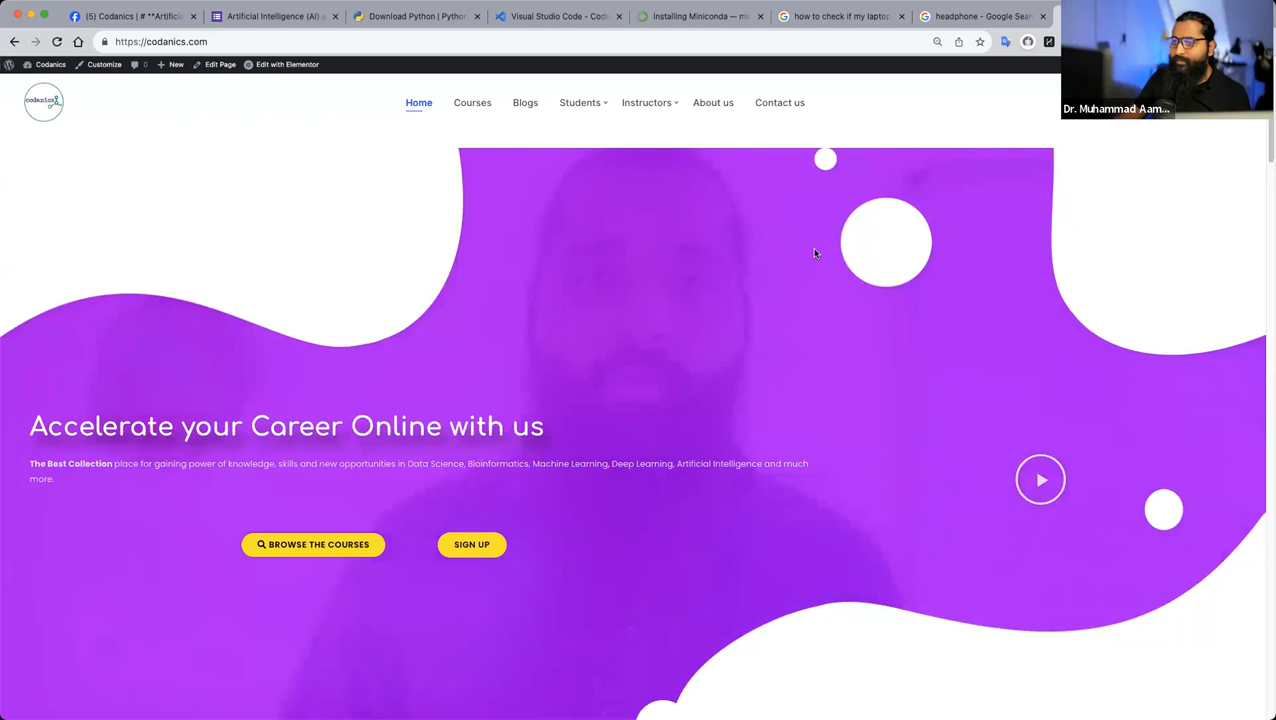 (5) Codanics | # **Artificia
Artificial Intelligence (AI) a
Download Python | Python
Visual Studio Code - Cod
Installing Miniconda — mi
how to check if my laptop
headphone - Google Sear
https://codanics.com
Codanics
Customize
0
New
Edit Page
Edit with Elementor
codanics
Home
Courses
Blogs
Students
Instructors
About us
Contact us
Dr. Muhammad Aam...
Accelerate your Career Online with us
The Best Collection place for gaining power of knowledge, skills and new opportunities in Data Science, Bioinformatics, Machine Learning, Deep Learning, Artificial Intelligence and much
more.
BROWSE THE COURSES
SIGN UP